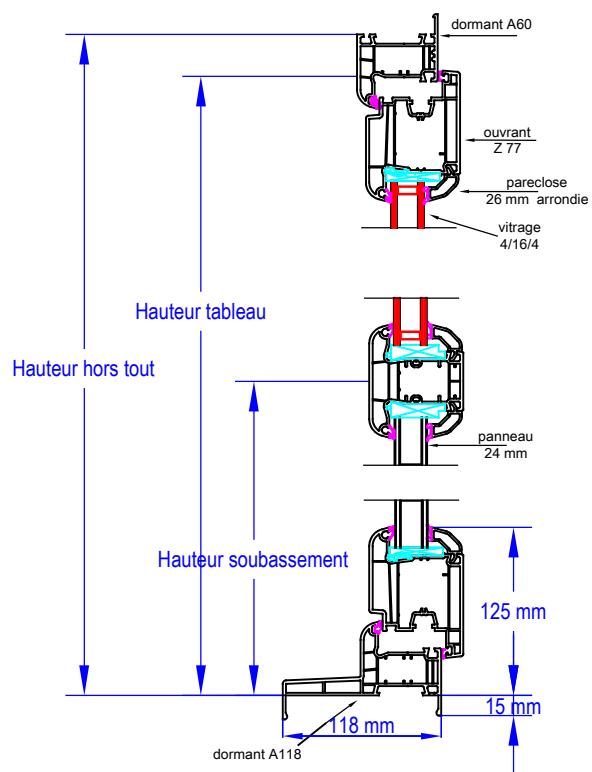 dormant A60
ouvrant
Z 77
pareclose
26 mm arrondie
vitrage
4/16/4
Hauteur tableau
Hauteur hors tout
panneau
24 mm
Hauteur soubassement
125 mm
15 mm
118 mm
dormant A118